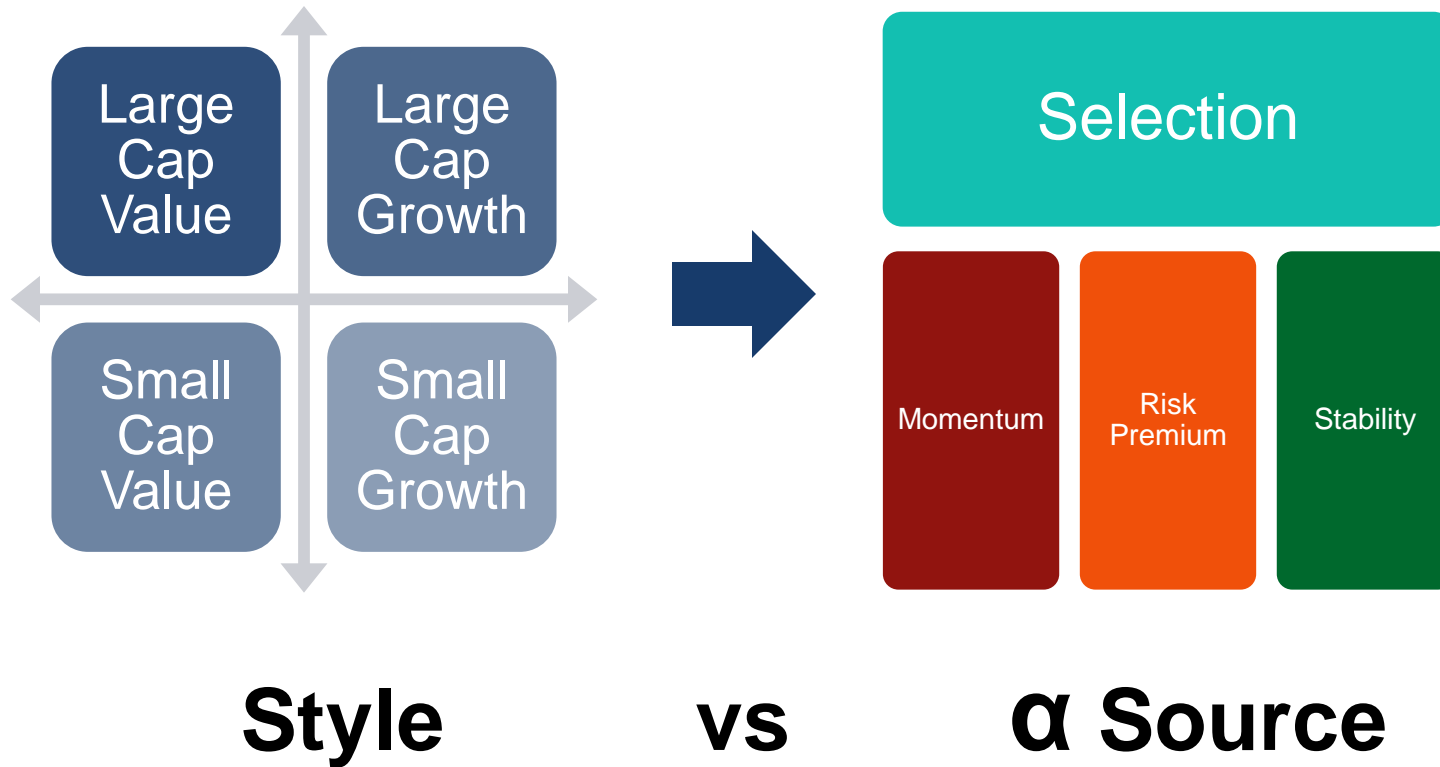 Large
Cap
Value
Large
Cap
Growth
Small
Cap
Value
Small
Cap
Growth
Selection
Momentum
Risk
Premium
Stability
Style vs α Source